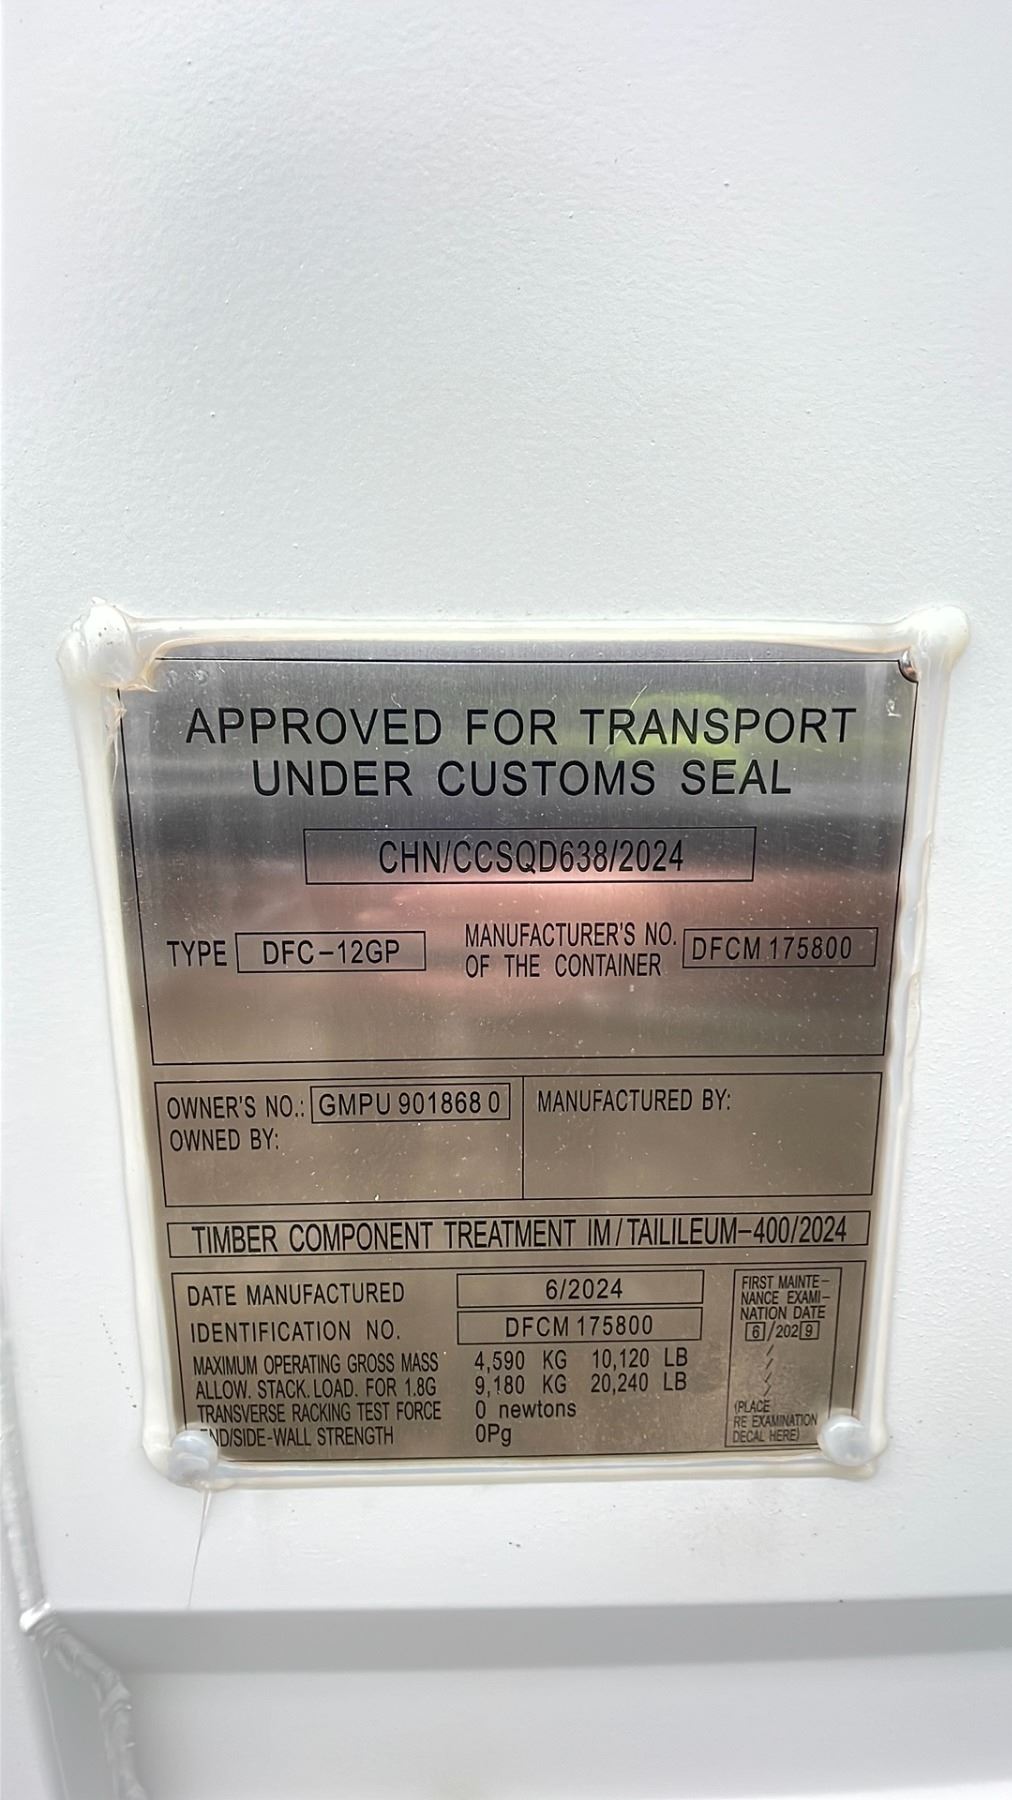 APPROVED FOR TRANSPORT
UNDER CUSTOMS SEAL
CHN/CCSQD638/2024
TYPE DFC-12GP
MANUFACTURER'S NO.
OF THE CONTAINER
DFCM 175800
OWNER'S NO.: GMPU 901868 0
OWNED BY:
MANUFACTURED BY:
TIMBER COMPONENT TREATMENT IM/TAILILEUM-400/2024
DATE MANUFACTURED 6/2024
IDENTIFICATION NO. DFCM 175800
MAXIMUM OPERATING GROSS MASS 4,590 KG 10,120 LB
ALLOW. STACK. LOAD. FOR 1.8G 9,180 KG 20,240 LB
TRANSVERSE RACKING TEST FORCE 0 newtons
END/SIDE-WALL STRENGTH 0Pg
FIRST MAINTE-
NANCE EXAMI-
NATION DATE
6/2029
(PLACE
RE EXAMINATION
DECAL HERE)